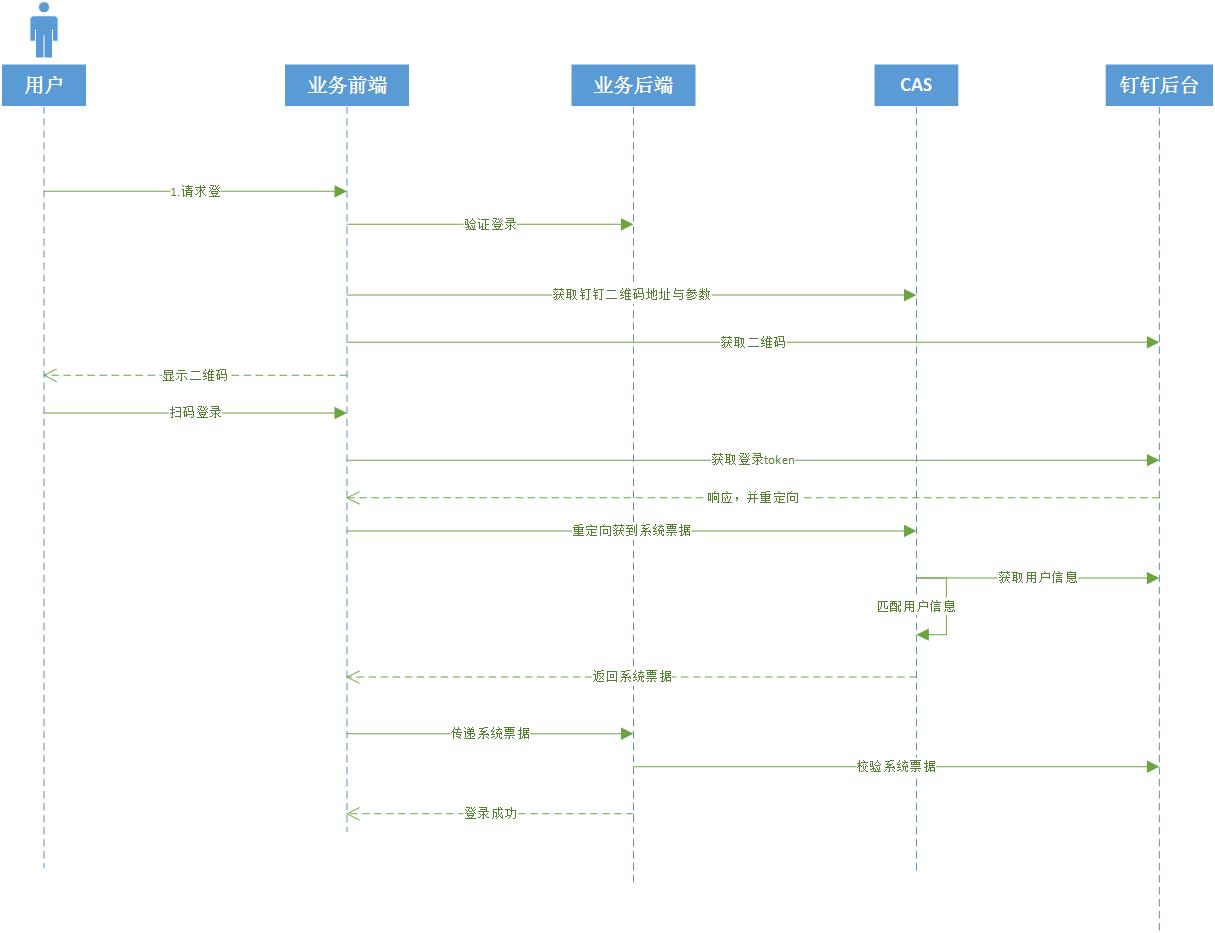 用户
业务前端
业务后端
CAS
钉钉后台
1.请求登
验证登录
获取钉钉二维码地址与参数
获取二维码
显示二维码
扫码登录
获取登录token
响应，并重定向
重定向获到系统票据
获取用户信息
匹配用户信息
返回系统票据
传递系统票据
校验系统票据
登录成功